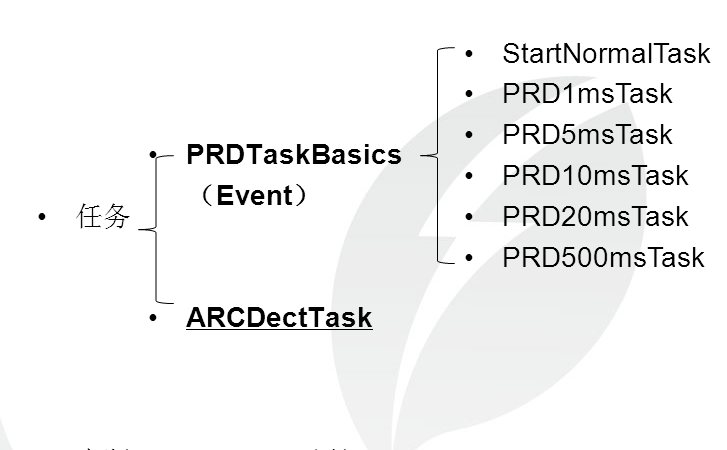 • StartNormalTask
• PRD1msTask
• PRD5msTask
• PRD10msTask
• PRD20msTask
• PRD500msTask
• PRDTaskBasics
（Event）
• 任务
• ARCDectTask